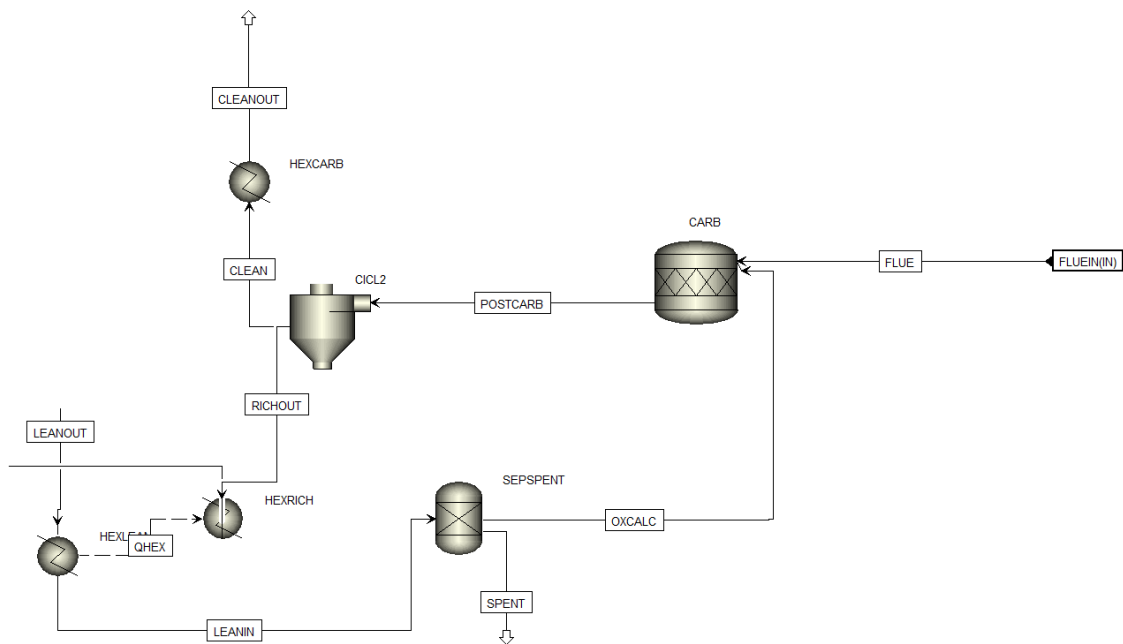 CLEANOUT
HEXCARB
CARB
CLEAN
FLUE
FLUEIN(IN)
CICL2
POSTCARB
RICHOUT
LEANOUT
SEPSPENT
HEXRICH
OXCALC
QHEX
SPENT
LEANIN